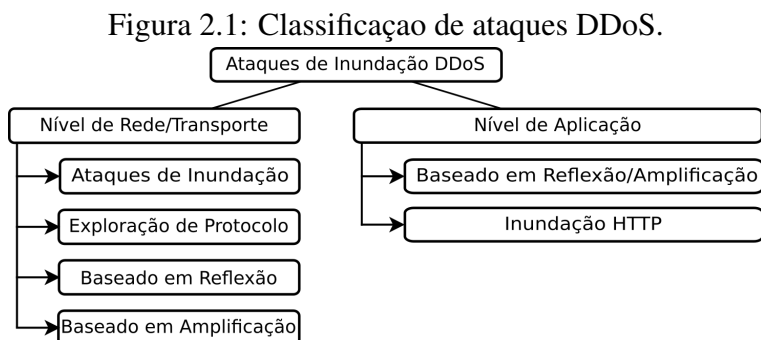 Figura 2.1: Classificaçao de ataques DDoS.
Ataques de Inundação DDoS
Nível de Rede/Transporte
Ataques de Inundação
Exploração de Protocolo
Baseado em Reflexão
Baseado em Amplificação
Nível de Aplicação
Baseado em Reflexão/Amplificação
Inundação HTTP